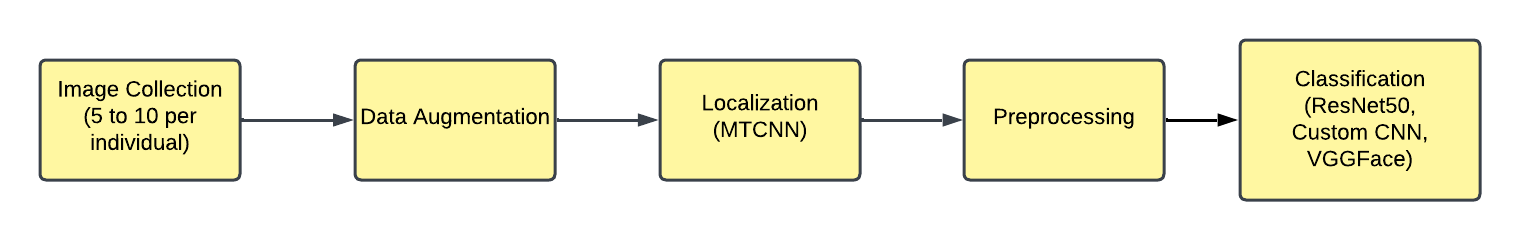 Image Collection
(5 to 10 per
individual)
Data Augmentation
Localization
(MTCNN)
Preprocessing
Classification
(ResNet50,
Custom CNN,
VGGFace)